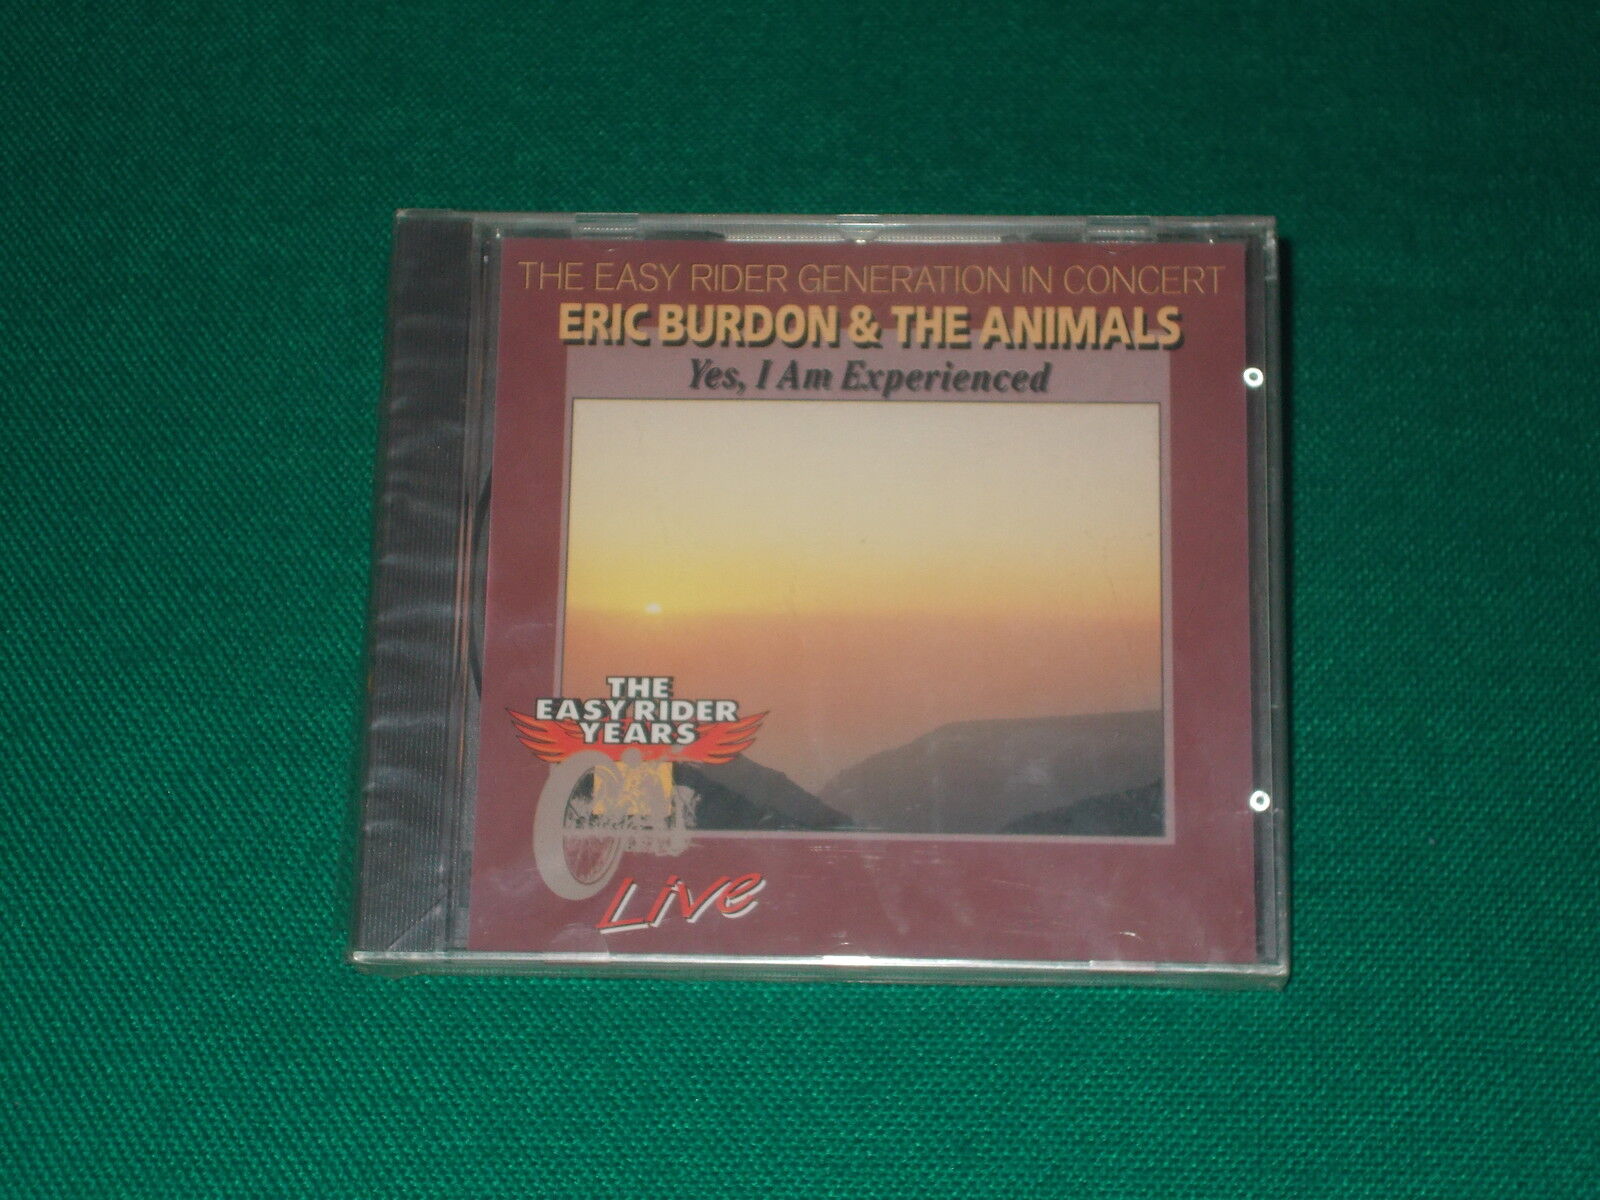 THE EASY RIDER GENERATION IN CONCERT
ERIC BURDON & THE ANIMALS
Yes, I Am Experienced
THE
EASY RIDER
YEARS
Live